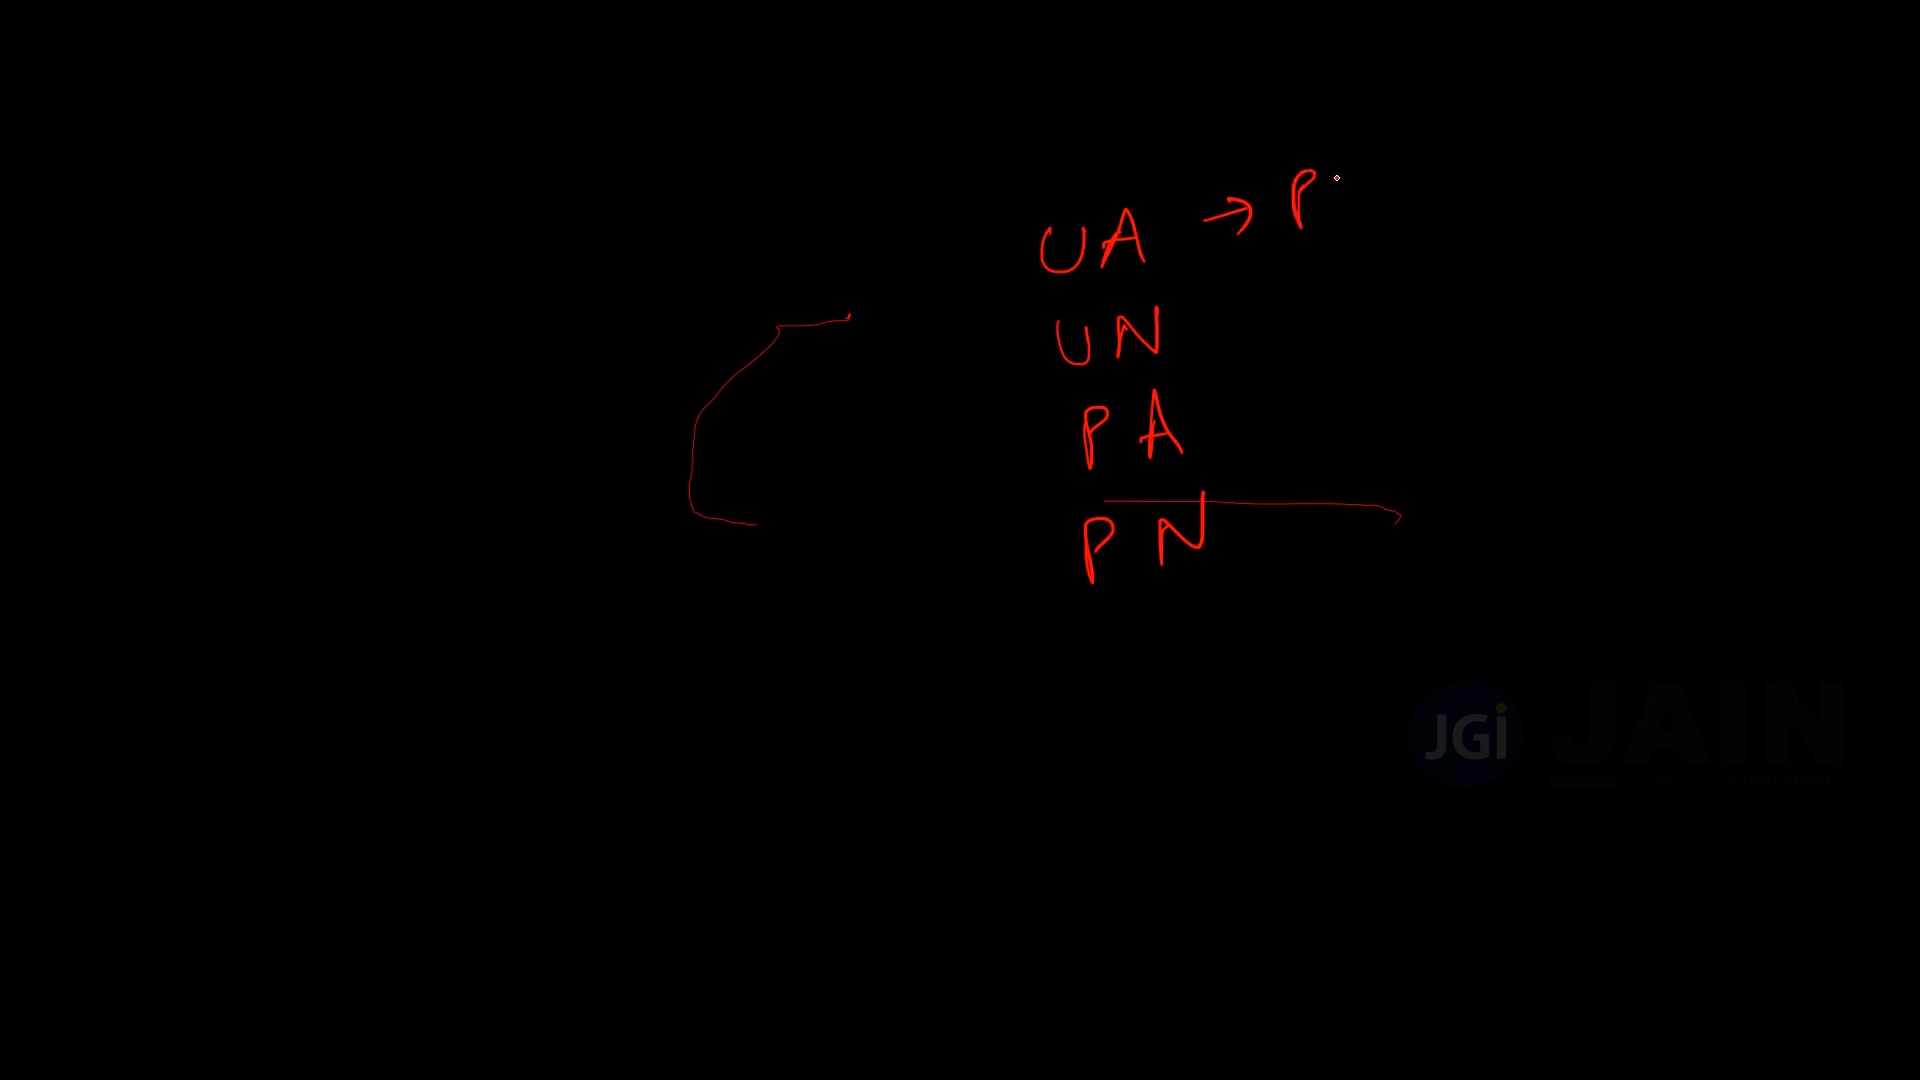 UA → P
UN
PA
PN
JGi JAIN